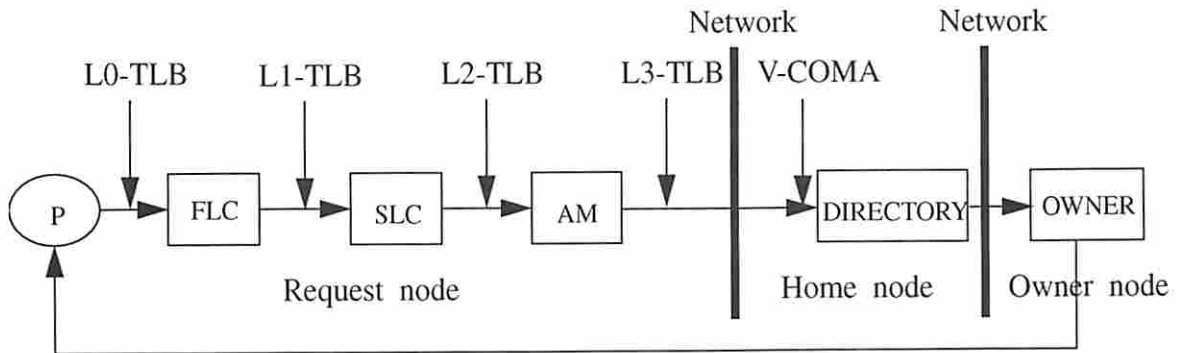 Network
Network
L0-TLB
L1-TLB
L2-TLB
L3-TLB
V-COMA
P
FLC
SLC
AM
DIRECTORY
OWNER
Request node
Home node
Owner node